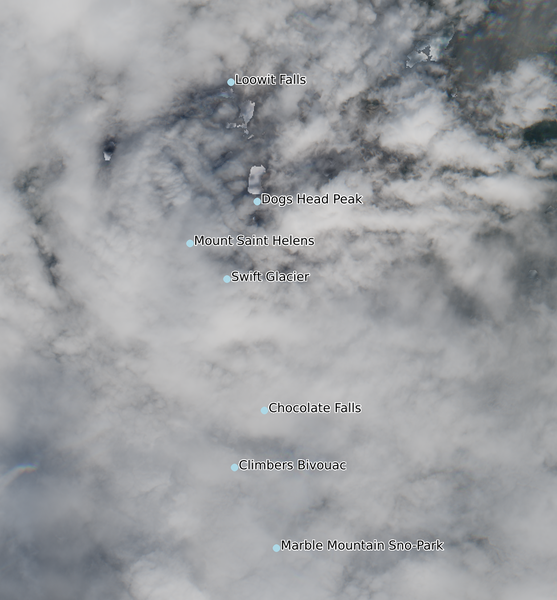 Loowit Falls
Dogs Head Peak
Mount Saint Helens
Swift Glacier
Chocolate Falls
Climbers Bivouac
Marble Mountain Sno-Park